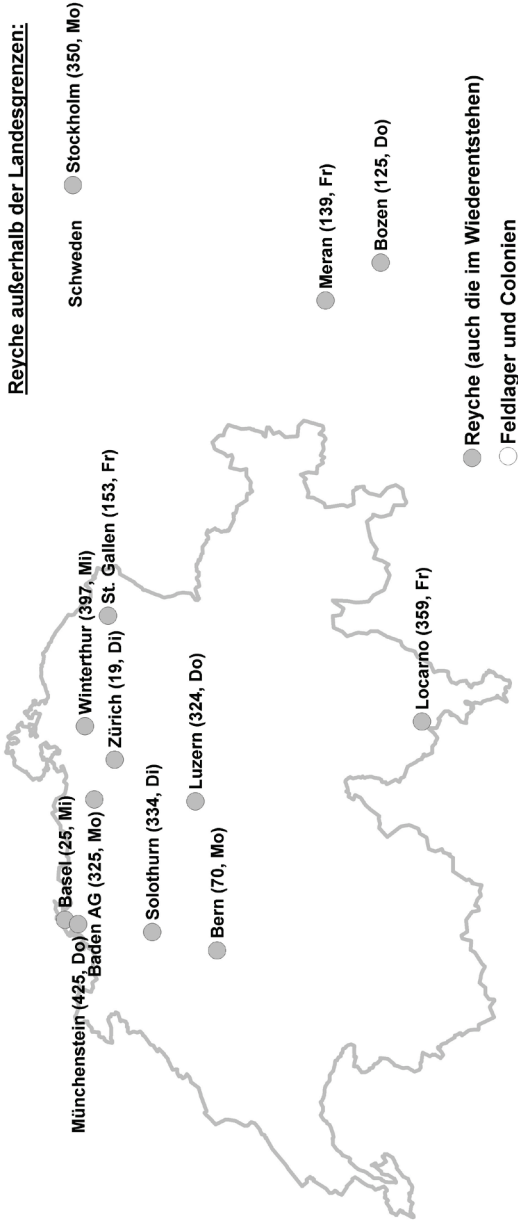 Reyche außerhalb der Landesgrenzen:
Schweden
Stockholm (350, Mo)
Basel (25, Mi)
Münchenstein (425, Do)
Winterthur (397, Mi)
Baden AG (325, Mo)
St. Gallen (153, Fr)
Zürich (19, Di)
Solothurn (334, Di)
Luzern (324, Do)
Bern (70, Mo)
Meran (139, Fr)
Bozen (125, Do)
Locarno (359, Fr)
Reyche (auch die im Wiederentstehen)
Feldlager und Colonien